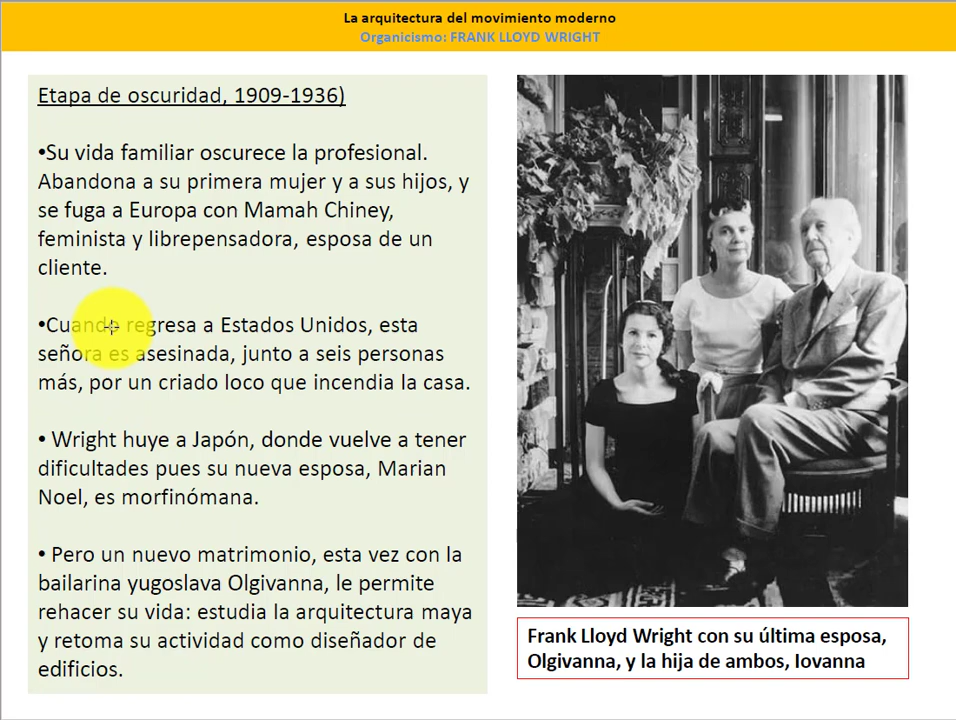 La arquitectura del movimiento moderno
Organicismo: FRANK LLOYD WRIGHT
Etapa de oscuridad, 1909-1936)
•Su vida familiar oscurece la profesional.
Abandona a su primera mujer y a sus hijos, y
se fuga a Europa con Mamah Chiney,
feminista y librepensadora, esposa de un
cliente.
•Cuando regresa a Estados Unidos, esta
señora es asesinada, junto a seis personas
más, por un criado loco que incendia la casa.
• Wright huye a Japón, donde vuelve a tener
dificultades pues su nueva esposa, Marian
Noel, es morfinómana.
• Pero un nuevo matrimonio, esta vez con la
bailarina yugoslava Olgivanna, le permite
rehacer su vida: estudia la arquitectura maya
y retoma su actividad como diseñador de
edificios.
Frank Lloyd Wright con su última esposa,
Olgivanna, y la hija de ambos, Iovanna